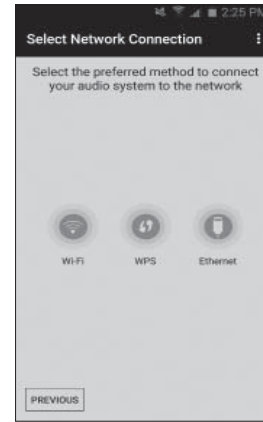 2:25 PM
Select Network Connection
Select the preferred method to connect
your audio system to the network
Wi-Fi
WPS
Ethernet
PREVIOUS